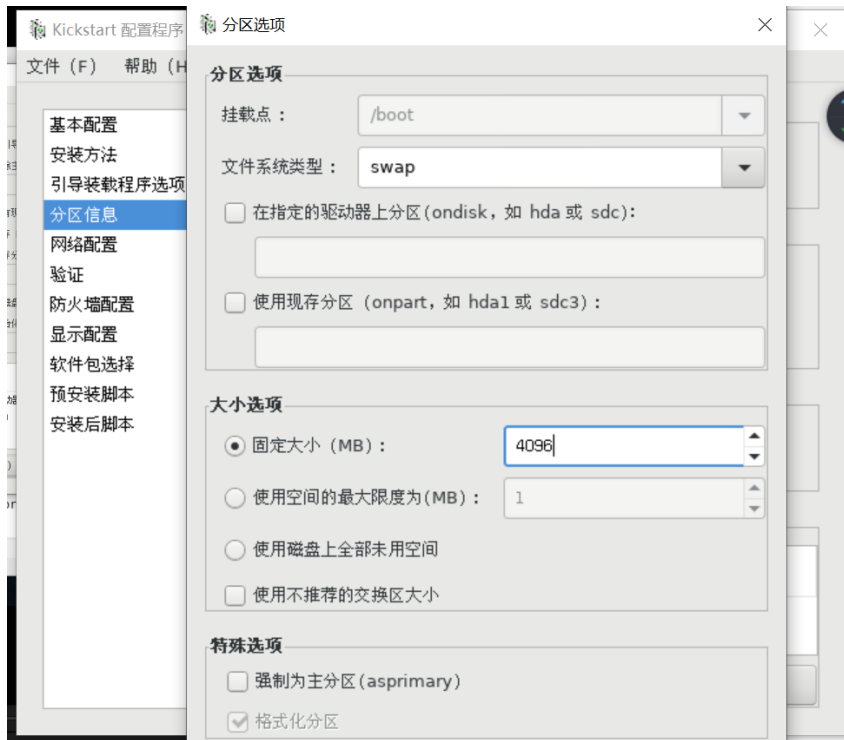 Kickstart 配置程序
分区选项
文件 (F) 帮助 (H
基本配置
安装方法
引导装载程序选项
分区信息
网络配置
验证
防火墙配置
显示配置
软件包选择
预安装脚本
安装后脚本
分区选项
挂载点：
/boot
文件系统类型：
swap
在指定的驱动器上分区(ondisk，如 hda 或 sdc)：
使用现存分区 (onpart，如 hda1 或 sdc3)：
大小选项
固定大小 (MB)：
4096
使用空间的最大限度为(MB)：
1
使用磁盘上全部未用空间
使用不推荐的交换区大小
特殊选项
强制为主分区(asprimary)
格式化分区